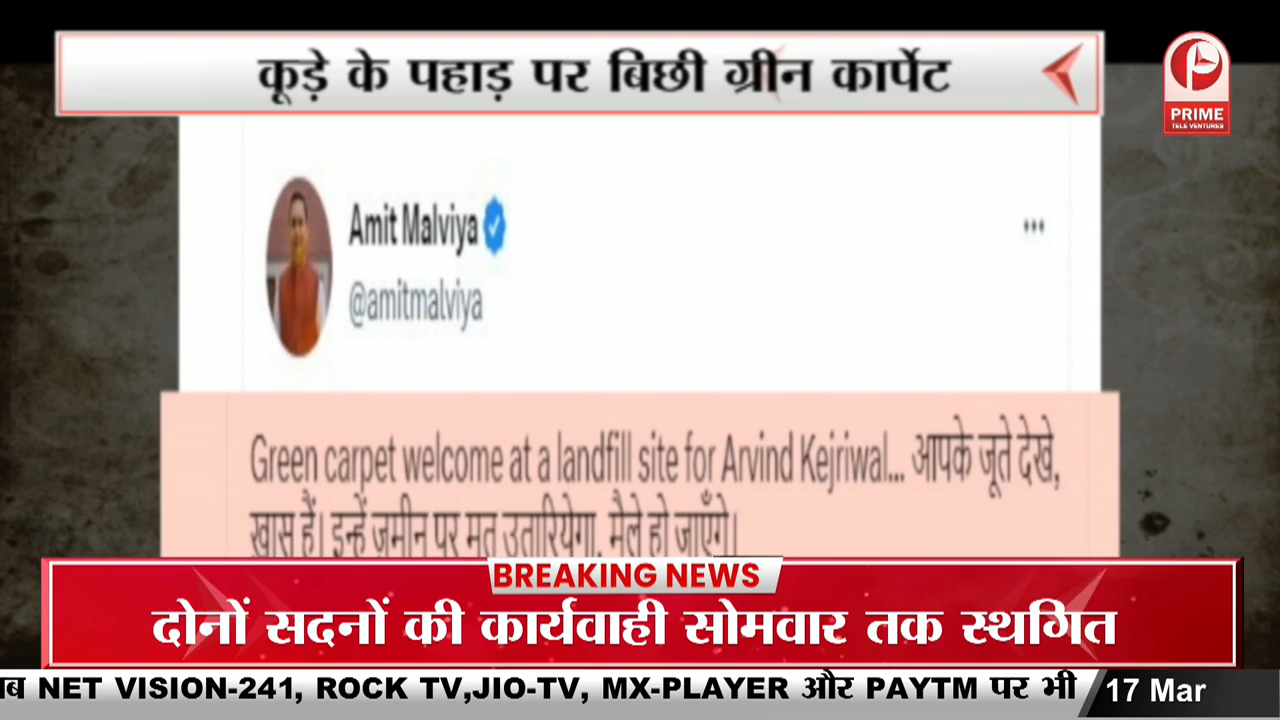 कूड़े के पहाड़ पर बिछी ग्रीन कार्पेट
PRIME
TELE VENTURES
Amit Malviya
@amitmalviya
Green carpet welcome at a landfill site for Arvind Kejriwal... आपके जूते देखे,
ख़ास हैं। इन्हें ज़मीन पर मत उतारियेगा, मैले हो जाएँगे।
BREAKING NEWS
दोनों सदनों की कार्यवाही सोमवार तक स्थगित
NET VISION-241, ROCK TV,JIO-TV, MX-PLAYER और PAYTM पर भी
17 Mar